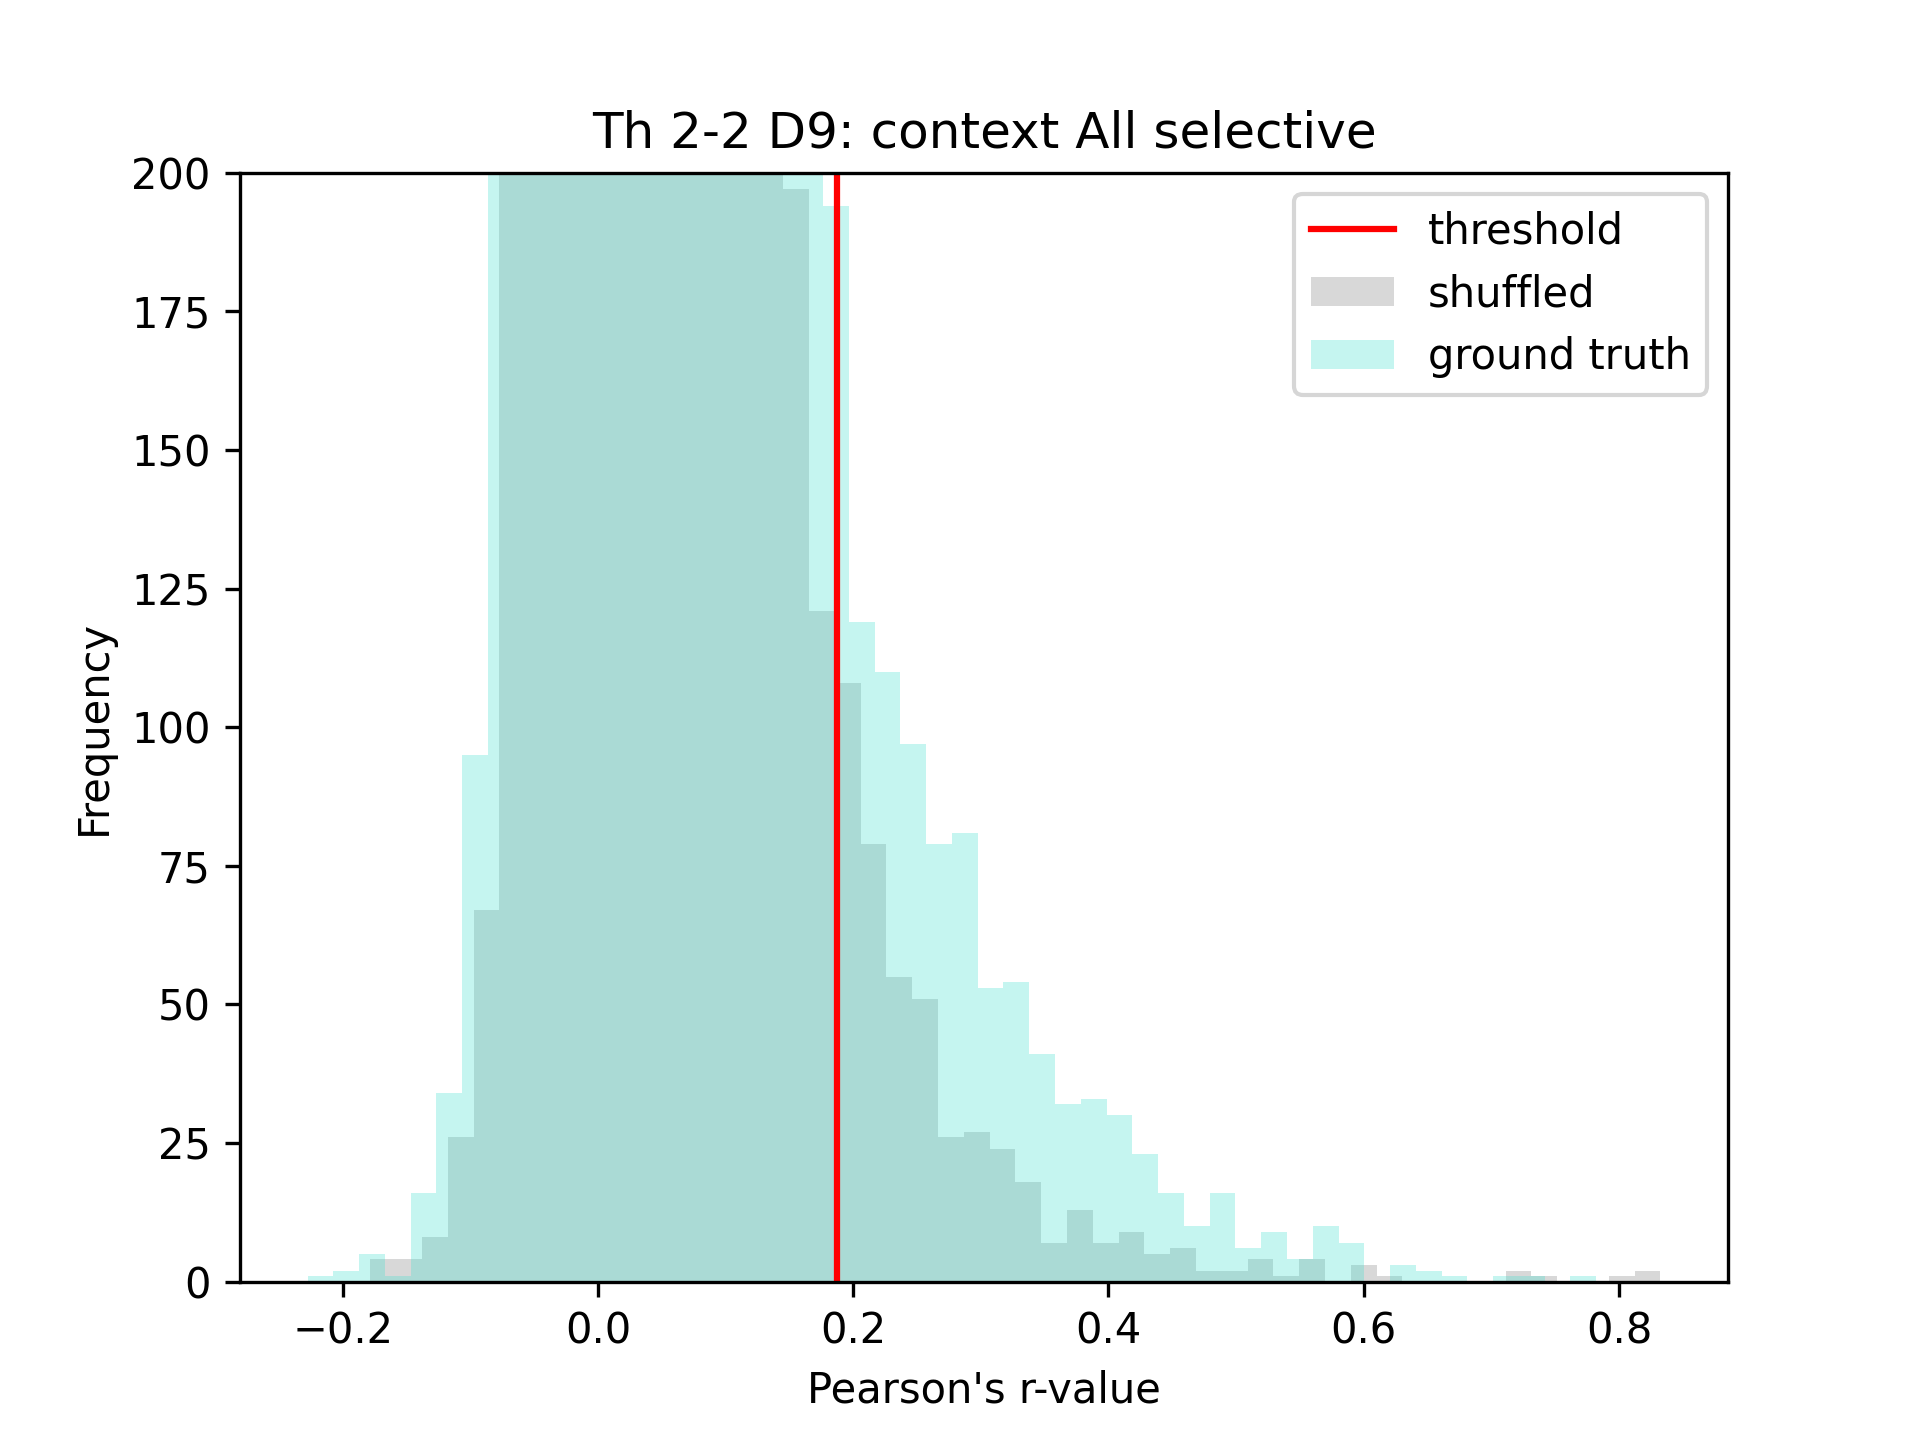 Th 2-2 D9: context All selective
200
175
150
125
100
75
50
25
0
Frequency
threshold
shuffled
ground truth
−0.2
0.0
0.2
0.4
0.6
0.8
Pearson's r-value